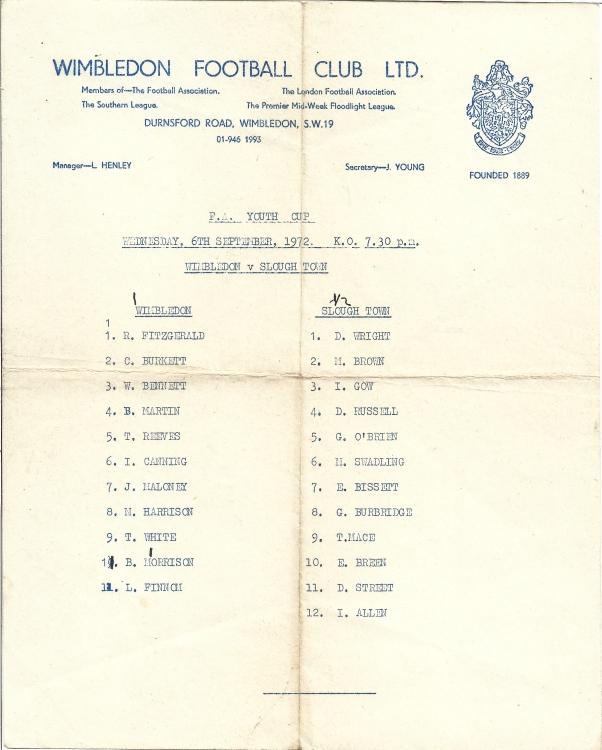 WIMBLEDON FOOTBALL CLUB LTD.
Members of—The Football Association. The London Football Association.
The Southern League. The Premier Mid-Week Floodlight League.
DURNSFORD ROAD, WIMBLEDON, S.W.19
01-946 1993
Manager—L. HENLEY Secretary—J. YOUNG
FOUNDED 1889
F.A. YOUTH CUP
WEDNESDAY, 6TH SEPTEMBER, 1972. K.O. 7.30 p.m.
WIMBLEDON v SLOUGH TOWN
WIMBLEDON SLOUGH TOWN
1
1. R. FITZGERALD 1. D. WRIGHT
2. C. BURKETT 2. M. BROWN
3. W. BENNETT 3. I. GOW
4. B. MARTIN 4. D. RUSSELL
5. T. REEVES 5. G. O'BRIEN
6. I. CANNING 6. M. SWADLING
7. J. MALONEY 7. E. BISSETT
8. M. HARRISON 8. G. BURBRIDGE
9. T. WHITE 9. T.MACE
10. B. MORRISON 10. E. BREEN
11. L. FINNCM 11. D. STREET
12. I. ALLEN